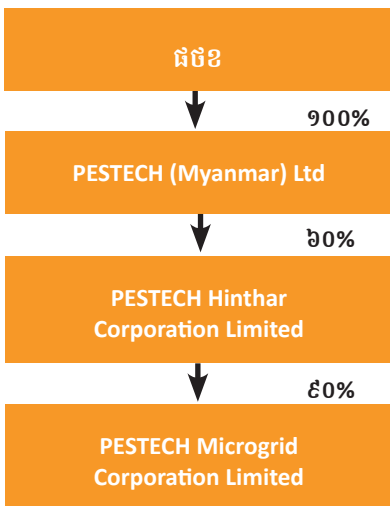 ផថខ
១00%
PESTECH (Myanmar) Ltd
៦0%
PESTECH Hinthar
Corporation Limited
៩0%
PESTECH Microgrid
Corporation Limited